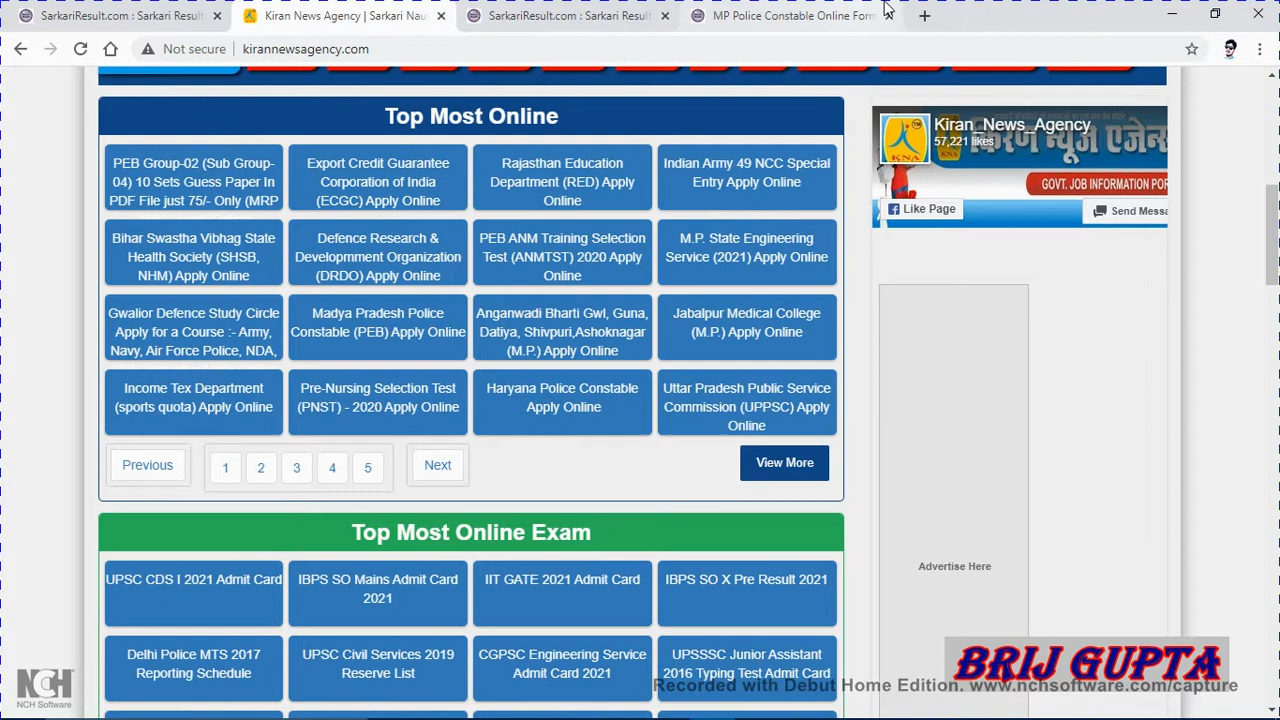 SarkariResult.com : Sarkari Result
Kiran News Agency | Sarkari Nau
SarkariResult.com : Sarkari Result
MP Police Constable Online Form
Not secure
kirannewsagency.com
Top Most Online
PEB Group-02 (Sub Group-
04) 10 Sets Guess Paper In
PDF File just 75/- Only (MRP
Export Credit Guarantee
Corporation of India
(ECGC) Apply Online
Rajasthan Education
Department (RED) Apply
Online
Indian Army 49 NCC Special
Entry Apply Online
Bihar Swastha Vibhag State
Health Society (SHSB,
NHM) Apply Online
Defence Research &
Developmment Organization
(DRDO) Apply Online
PEB ANM Training Selection
Test (ANMTST) 2020 Apply
Online
M.P. State Engineering
Service (2021) Apply Online
Gwalior Defence Study Circle
Apply for a Course :- Army,
Navy, Air Force Police, NDA,
Madya Pradesh Police
Constable (PEB) Apply Online
Anganwadi Bharti Gwl, Guna,
Datiya, Shivpuri,Ashoknagar
(M.P.) Apply Online
Jabalpur Medical College
(M.P.) Apply Online
Income Tex Department
(sports quota) Apply Online
Pre-Nursing Selection Test
(PNST) - 2020 Apply Online
Haryana Police Constable
Apply Online
Uttar Pradesh Public Service
Commission (UPPSC) Apply
Online
Previous
1
2
3
4
5
Next
View More
Kiran_News_Agency
57,221 likes
किरण न्यूज एजेन्स
GOVT. JOB INFORMATION POR
Like Page
Send Messa
Advertise Here
Top Most Online Exam
UPSC CDS I 2021 Admit Card
IBPS SO Mains Admit Card
2021
IIT GATE 2021 Admit Card
IBPS SO X Pre Result 2021
Delhi Police MTS 2017
Reporting Schedule
UPSC Civil Services 2019
Reserve List
CGPSC Engineering Service
Admit Card 2021
UPSSSC Junior Assistant
2016 Typing Test Admit Card
BRIJ GUPTA
NCH
NCH Software
Recorded with Debut Home Edition. www.nchsoftware.com/capture